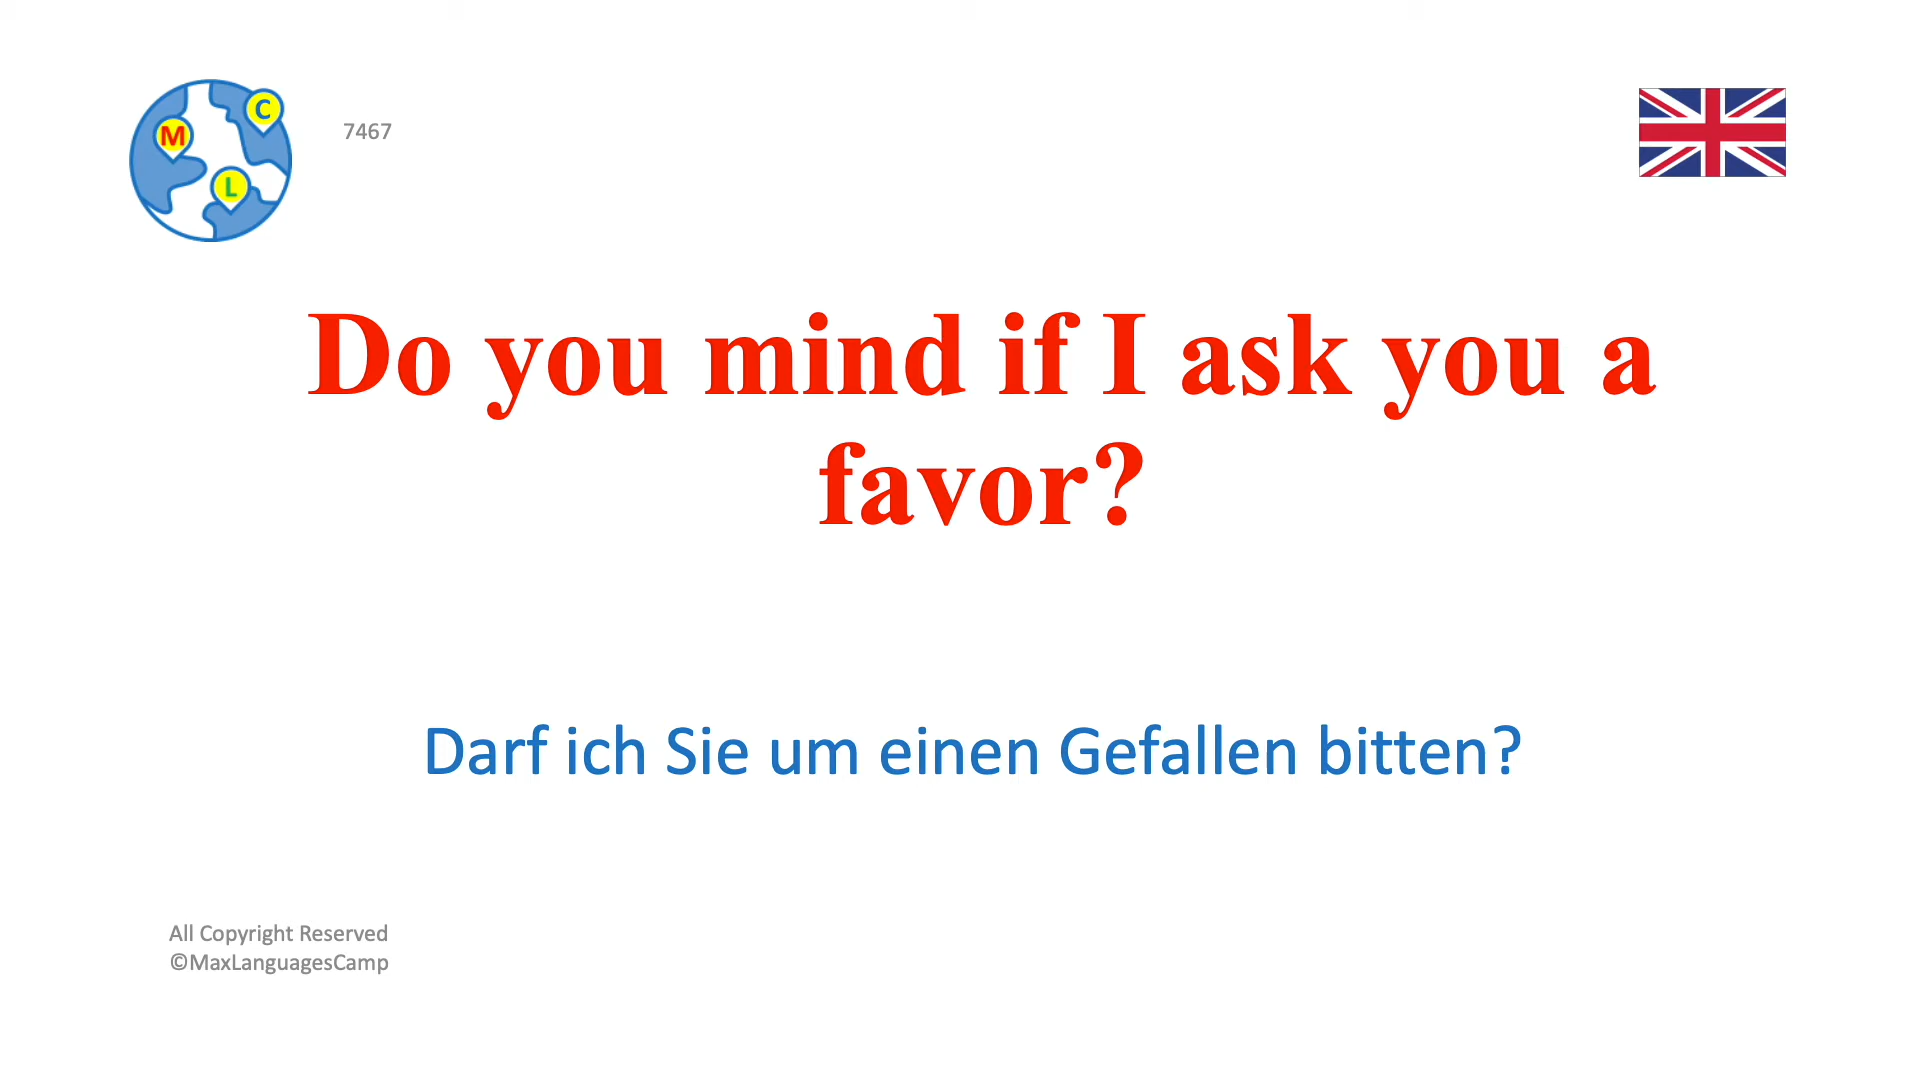 M
C
L
7467
Do you mind if I ask you a
favor?
Darf ich Sie um einen Gefallen bitten?
All Copyright Reserved
©MaxLanguagesCamp